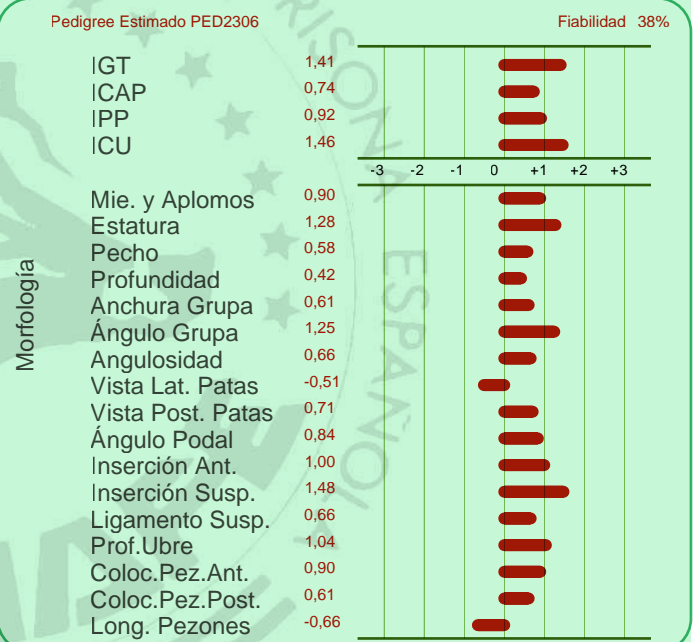 Pedigree Estimado PED2306 Fiabilidad 38%
IGT 1,41
ICAP 0,74
IPP 0,92
ICU 1,46
-3 -2 -1 0 +1 +2 +3
Morfología
Mie. y Aplomos 0,90
Estatura 1,28
Pecho 0,58
Profundidad 0,42
Anchura Grupa 0,61
Ángulo Grupa 1,25
Angulosidad 0,66
Vista Lat. Patas -0,51
Vista Post. Patas 0,71
Ángulo Podal 0,84
Inserción Ant. 1,00
Inserción Susp. 1,48
Ligamento Susp. 0,66
Prof.Ubre 1,04
Coloc.Pez.Ant. 0,90
Coloc.Pez.Post. 0,61
Long. Pezones -0,66
ESPAÑOLA